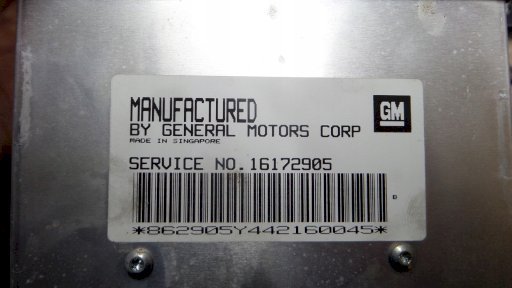 MANUFACTURED
BY GENERAL MOTORS CORP
GM
MADE IN SINGAPORE
SERVICE NO.16172905
B
*862905Y442160045*